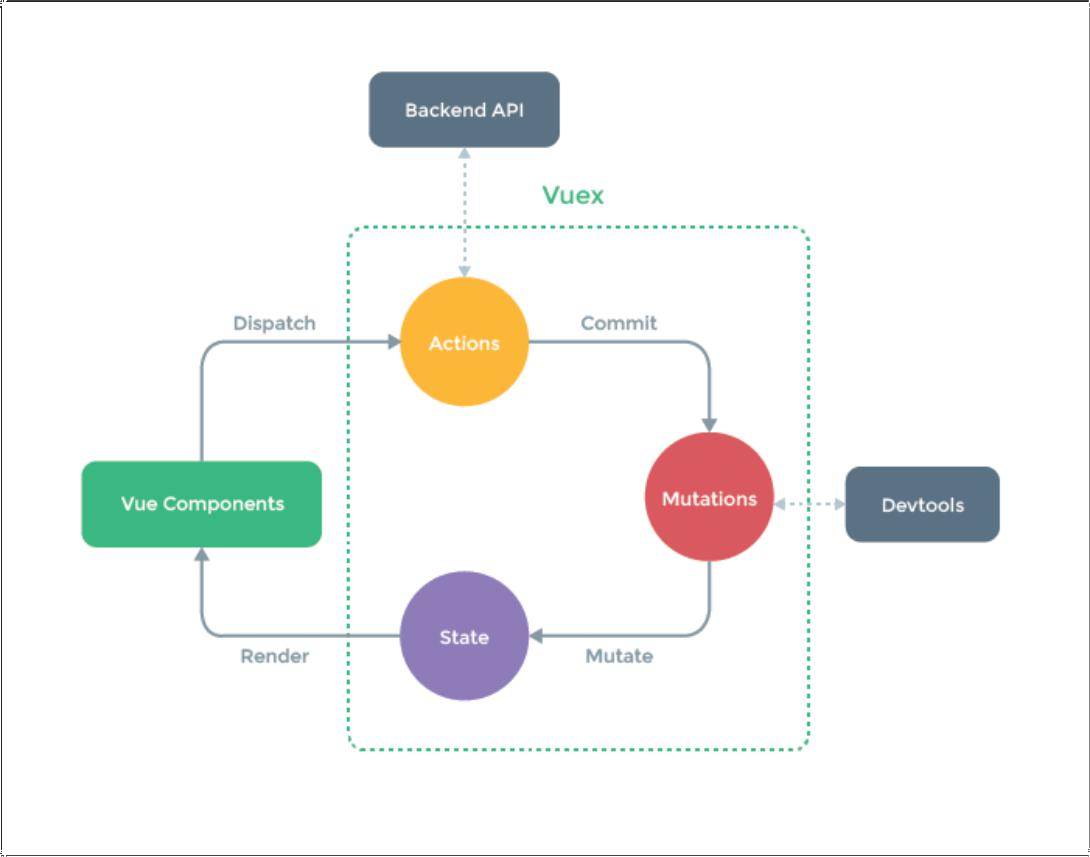 Backend API
Vuex
Dispatch
Commit
Actions
Vue Components
Mutations
Devtools
State
Render
Mutate